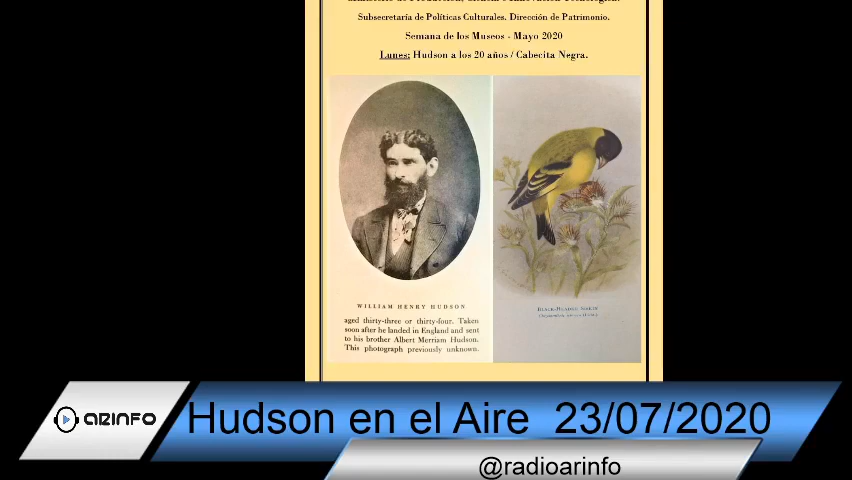 Subsecretaría de Políticas Culturales. Dirección de Patrimonio.
Semana de los Museos - Mayo 2020
Lunes: Hudson a los 20 años / Cabecita Negra.
WILLIAM HENRY HUDSON
aged thirty-three or thirty-four. Taken
soon after he landed in England and sent
to his brother Albert Merriam Hudson.
This photograph previously unknown.
BLACK-HEADED SISKIN
ARINFO
Hudson en el Aire 23/07/2020
@radioarinfo